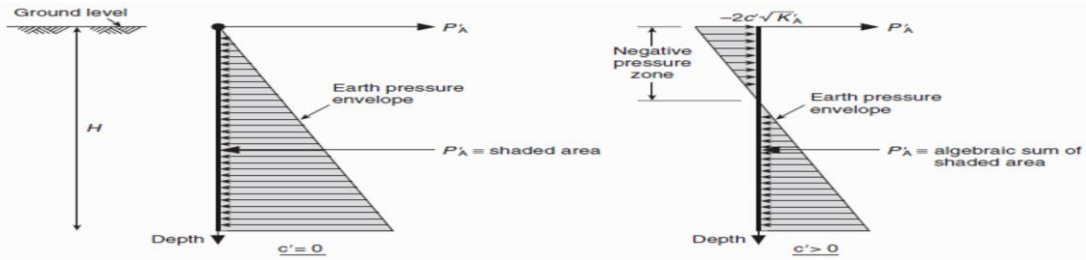 Ground level
H
P'A
Earth pressure
envelope
P'A = shaded area
Depth
c' = 0
-2c'√K'A
P'A
Negative
pressure
zone
Earth pressure
envelope
P'A = algebraic sum of
shaded area
Depth
c' > 0